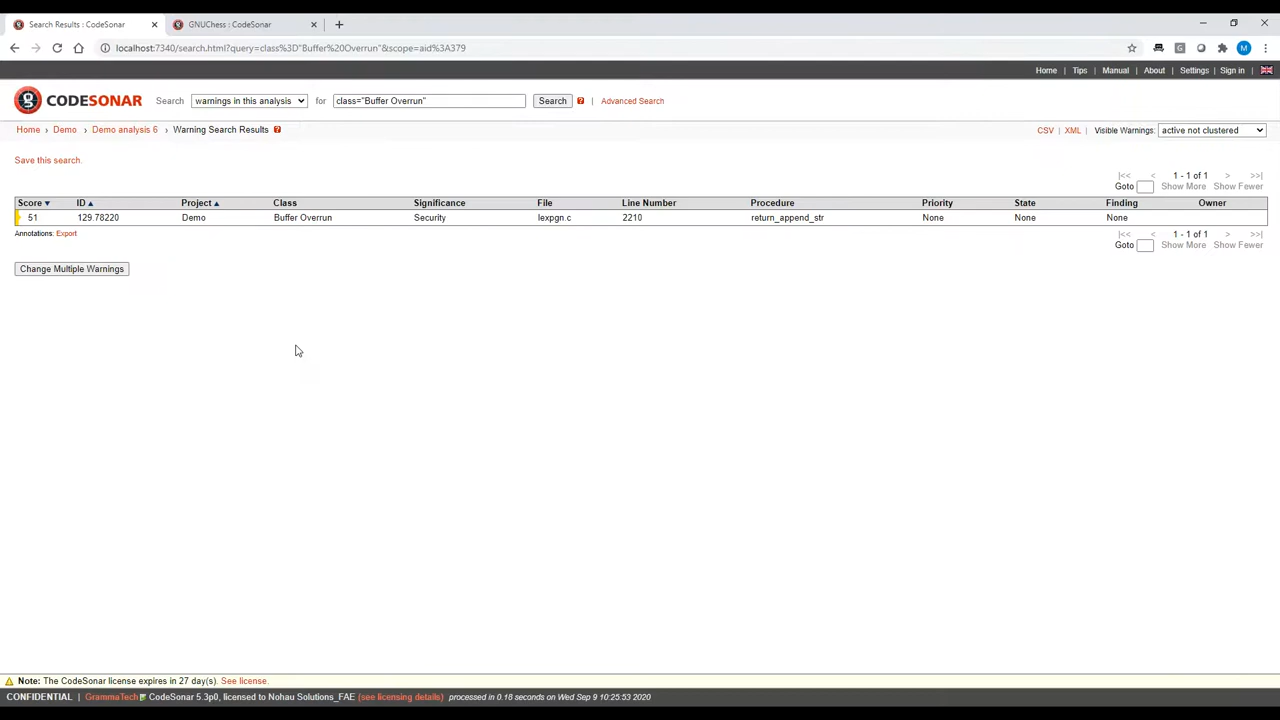 Search Results : CodeSonar
GNUChess : CodeSonar
localhost:7340/search.html?query=class%3D"Buffer%20Overrun"&scope=aid%3A379
Home | Tips | Manual | About | Settings | Sign in |
CODESONAR Search warnings in this analysis for class="Buffer Overrun" Search | Advanced Search
Home › Demo › Demo analysis 6 › Warning Search Results CSV | XML | Visible Warnings: active not clustered
Save this search.
|<< < 1 - 1 of 1 > >>|
Goto Show More Show Fewer
Score ID Project Class Significance File Line Number Procedure Priority State Finding Owner
51 129.78220 Demo Buffer Overrun Security lexpgn.c 2210 return_append_str None None None
Annotations: Export
|<< < 1 - 1 of 1 > >>|
Goto Show More Show Fewer
Change Multiple Warnings
Note: The CodeSonar license expires in 27 day(s). See license.
CONFIDENTIAL | GrammaTech CodeSonar 5.3p0, licensed to Nohau Solutions_FAE (see licensing details) processed in 0.18 seconds on Wed Sep 9 10:25:53 2020